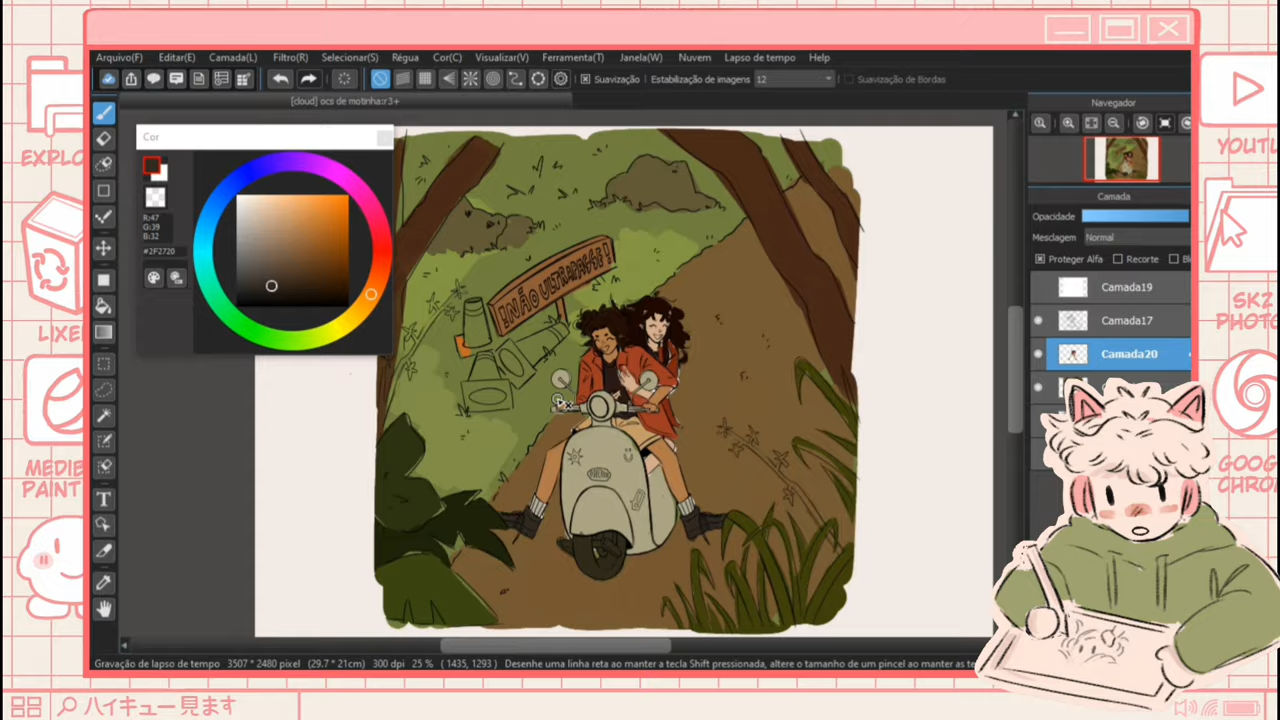 Arquivo(F) Editar(E) Camada(L) Filtro(R) Selecionar(S) Régua Cor(C) Visualizar(V) Ferramenta(T) Janela(W) Nuvem Lapso de tempo Help
Suavização Estabilização de imagens 12 Suavização de Bordas
[cloud] ocs de motinha:r3+
Navegador
Cor
R:47
G:39
B:32
#2F2720
Camada
Opacidade
Mesclagem Normal
Proteger Alfa Recorte
Camada19
Camada17
Camada20
¡NÃO ULTRAPASSE!
EXPLO
LIXE
MEDIB
PAINT
YOUTU
SKZ
PHOTO
GOOG
CHRO
Gravação de lapso de tempo 3507 * 2480 pixel (29.7 * 21cm) 300 dpi 25 % ( 1435, 1293 ) Desenhe uma linha reta ao manter a tecla Shift pressionada, altere o tamanho de um pincel ao manter as te
ハイキュー見ます